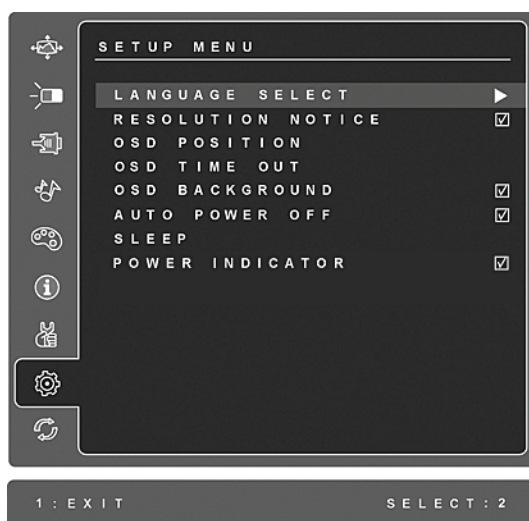 SETUP MENU
LANGUAGE SELECT
RESOLUTION NOTICE
OSD POSITION
OSD TIME OUT
OSD BACKGROUND
AUTO POWER OFF
SLEEP
POWER INDICATOR
1:EXIT SELECT:2